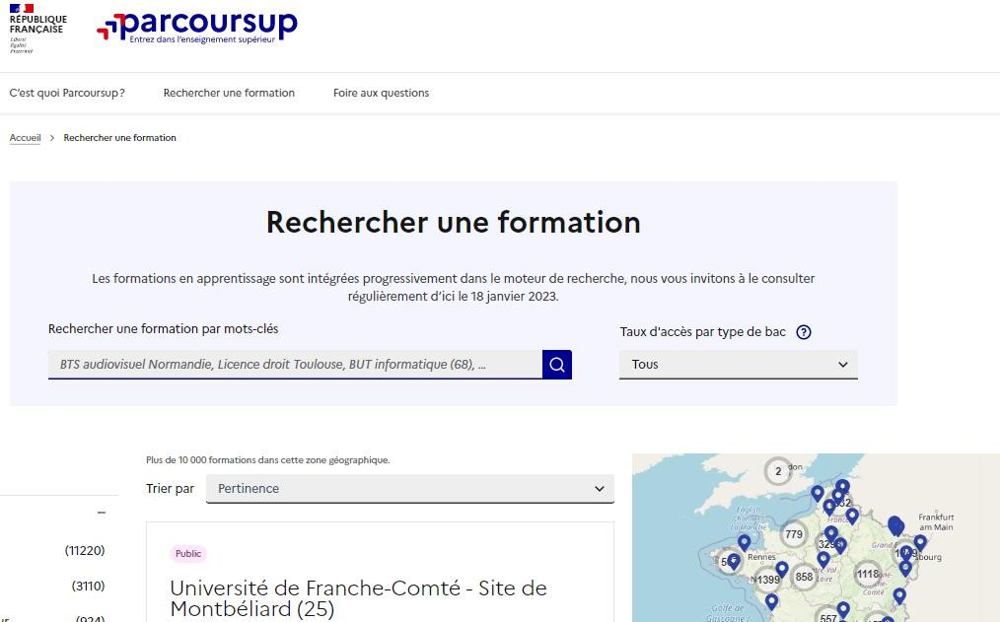 RÉPUBLIQUE
FRANÇAISE
Liberté
Égalité
Fraternité
parcoursup
Entrez dans l'enseignement supérieur
C'est quoi Parcoursup?
Rechercher une formation
Foire aux questions
Accueil > Rechercher une formation
Rechercher une formation
Les formations en apprentissage sont intégrées progressivement dans le moteur de recherche, nous vous invitons à le consulter
régulièrement d'ici le 18 janvier 2023.
Rechercher une formation par mots-clés
BTS audiovisuel Normandie, Licence droit Toulouse, BUT informatique (68), ...
Taux d'accès par type de bac ?
Tous
Plus de 10 000 formations dans cette zone géographique.
Trier par
Pertinence
(11220)
(3110)
(924)
Public
Université de Franche-Comté - Site de
Montbéliard (25)
2
English
Frankfurt
am Main
779
Rennes
1399
858
1118
Comté
557
Golfe de
Gascogne